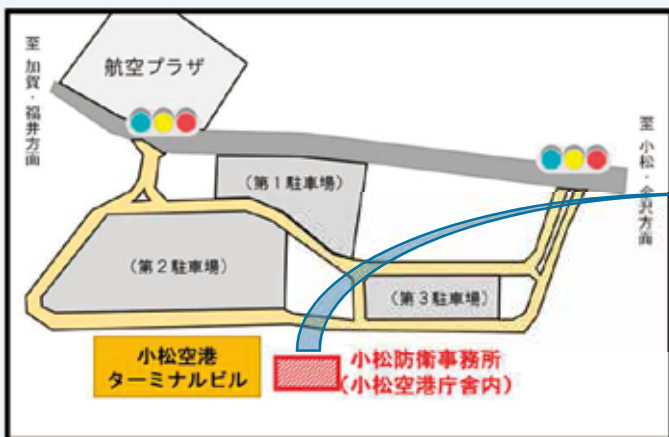 至 加賀・福井方面
航空プラザ
至 小松・金沢方面
(第1駐車場)
(第2駐車場)
(第3駐車場)
小松空港
ターミナルビル
小松防衛事務所
(小松空港庁舎内)